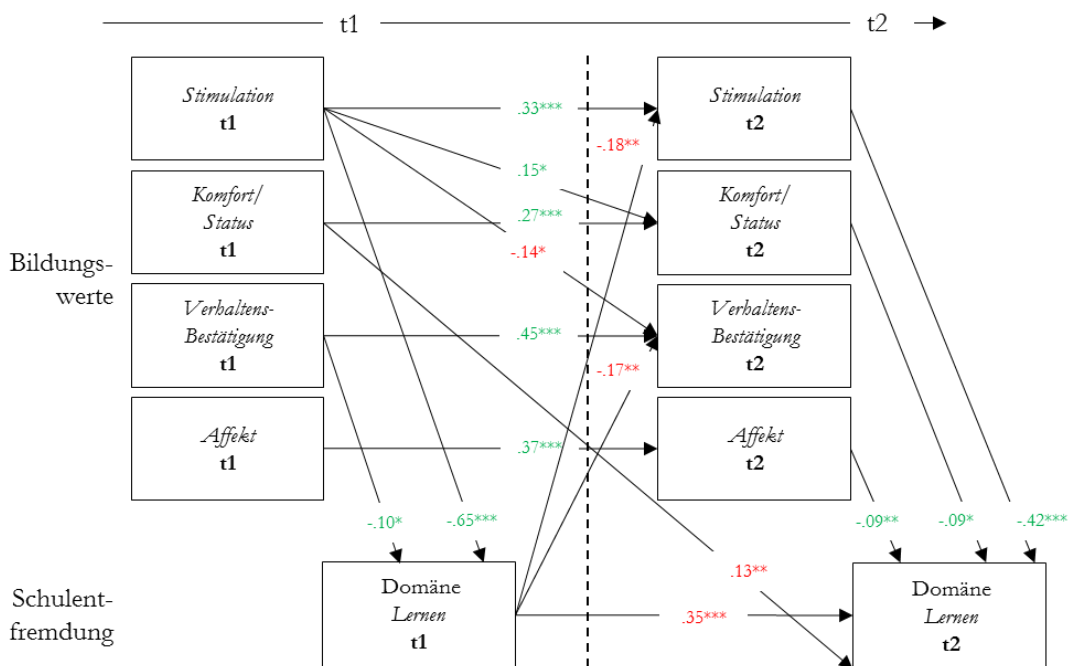 t1
t2
Stimulation
t1
Stimulation
t2
.33***
-.18**
.15*
Komfort/
Status
t1
Komfort/
Status
t2
.27***
-.14*
Bildungs-
werte
Verhaltens-
Bestätigung
t1
Verhaltens-
Bestätigung
t2
.45***
-.17**
Affekt
t1
Affekt
t2
.37***
-.10*
-.65***
-.09**
-.09*
-.42***
.13**
Schulent-
fremdung
Domäne
Lernen
t1
.35***
Domäne
Lernen
t2